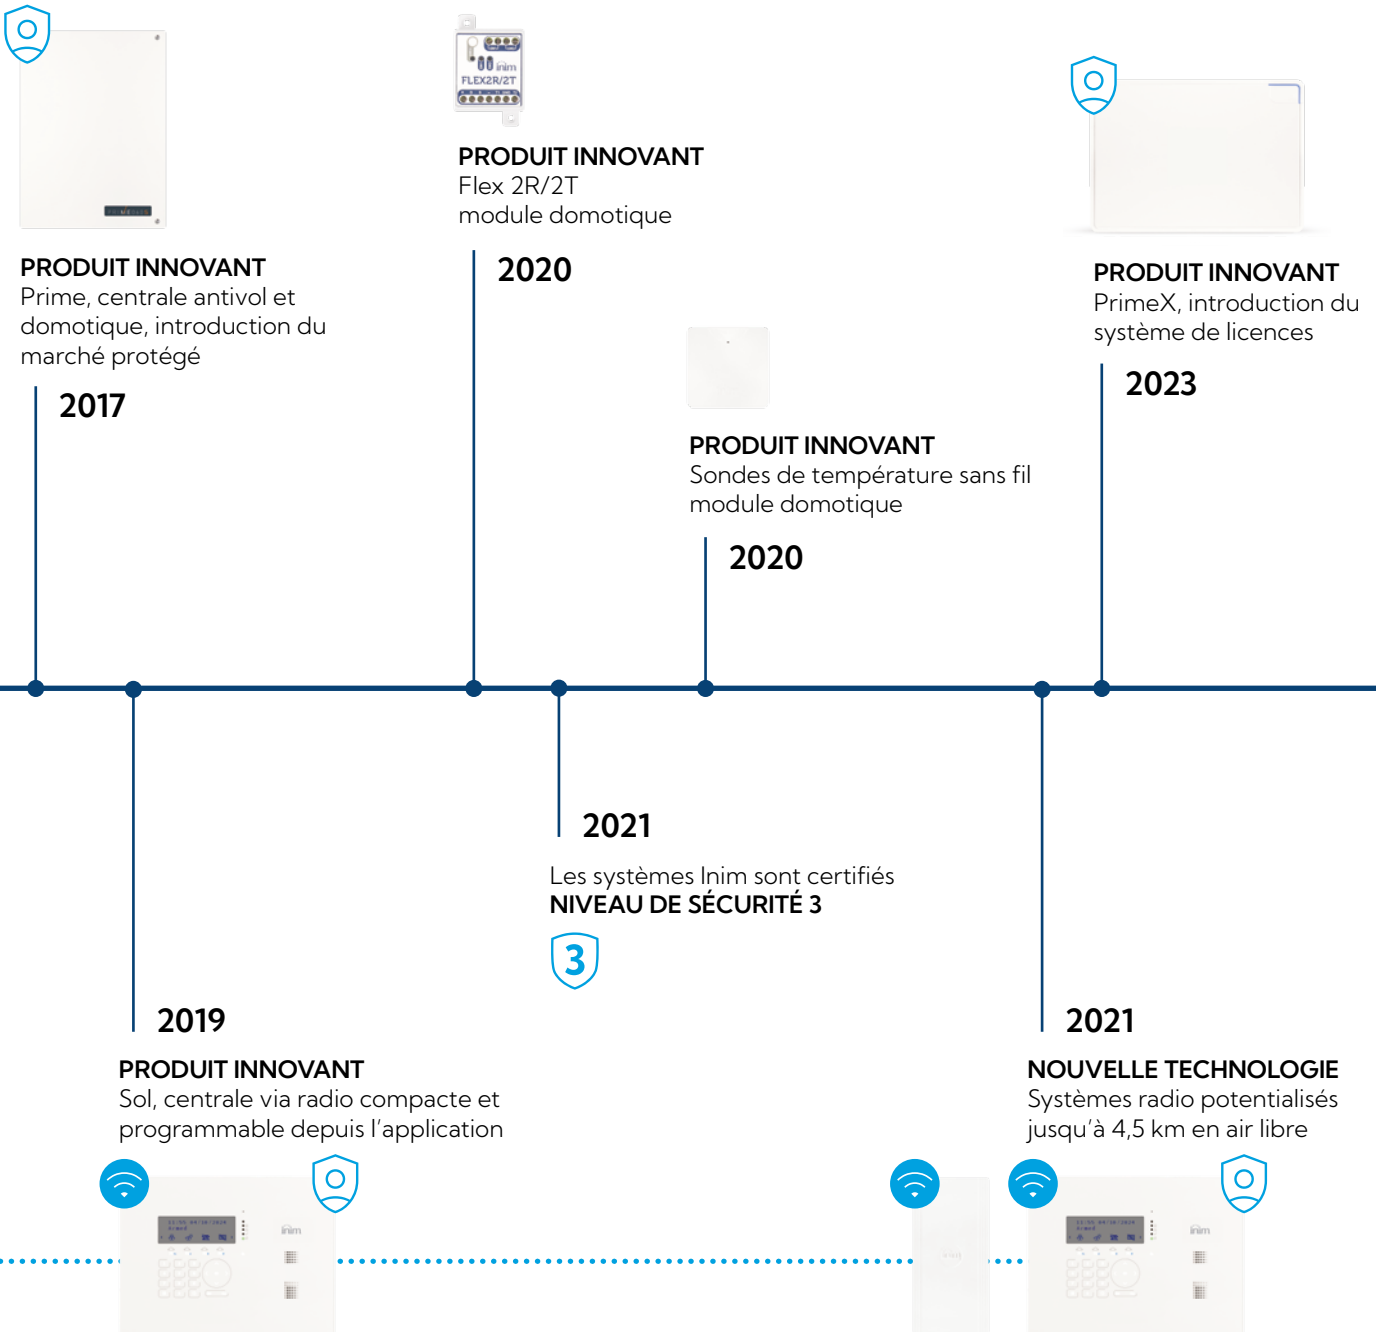 inim
FLEX2R/2T
PRODUIT INNOVANT
Flex 2R/2T
module domotique
2020
PRODUIT INNOVANT
Prime, centrale antivol et
domotique, introduction du
marché protégé
2017
PRODUIT INNOVANT
PrimeX, introduction du
système de licences
2023
PRODUIT INNOVANT
Sondes de température sans fil
module domotique
2020
2021
Les systèmes Inim sont certifiés
NIVEAU DE SÉCURITÉ 3
3
2019
PRODUIT INNOVANT
Sol, centrale via radio compacte et
programmable depuis l’application
inim
2021
NOUVELLE TECHNOLOGIE
Systèmes radio potentialisés
jusqu’à 4,5 km en air libre
inim